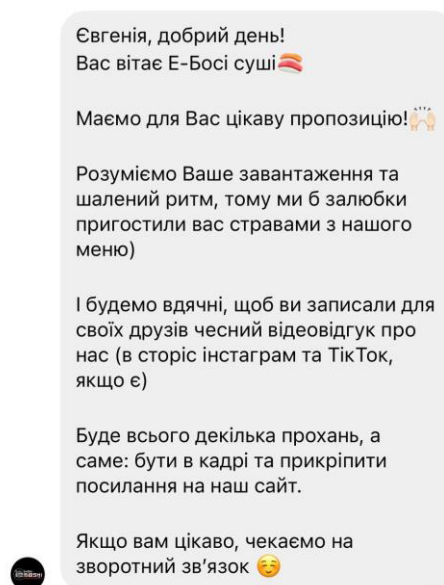 Євгенія, добрий день!
Вас вітає Е-Босі суші🍣
Маємо для Вас цікаву пропозицію!🙌🏻
Розуміємо Ваше завантаження та
шалений ритм, тому ми б залюбки
пригостили вас стравами з нашого
меню)
І будемо вдячні, щоб ви записали для
своїх друзів чесний відеовідгук про
нас (в сторіс інстаграм та ТікТок,
якщо є)
Буде всього декілька прохань, а
саме: бути в кадрі та прикріпити
посилання на наш сайт.
Якщо вам цікаво, чекаємо на
зворотний зв’язок ☺️